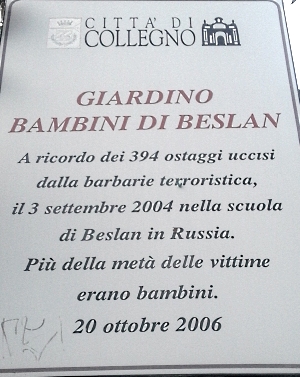 CITTÀ DI
COLLEGNO
GIARDINO
BAMBINI DI BESLAN
A ricordo dei 394 ostaggi uccisi
dalla barbarie terroristica,
il 3 settembre 2004 nella scuola
di Beslan in Russia.
Più della metà delle vittime
erano bambini.
20 ottobre 2006